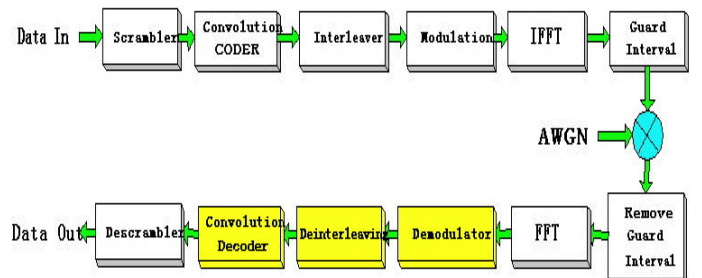 Data In
Scrambler
Convolution
CODER
Interleaver
Modulation
IFFT
Guard
Interval
AWGN
Data Out
Descrambler
Convolution
Decoder
Deinterleaving
Demodulator
FFT
Remove
Guard
Interval